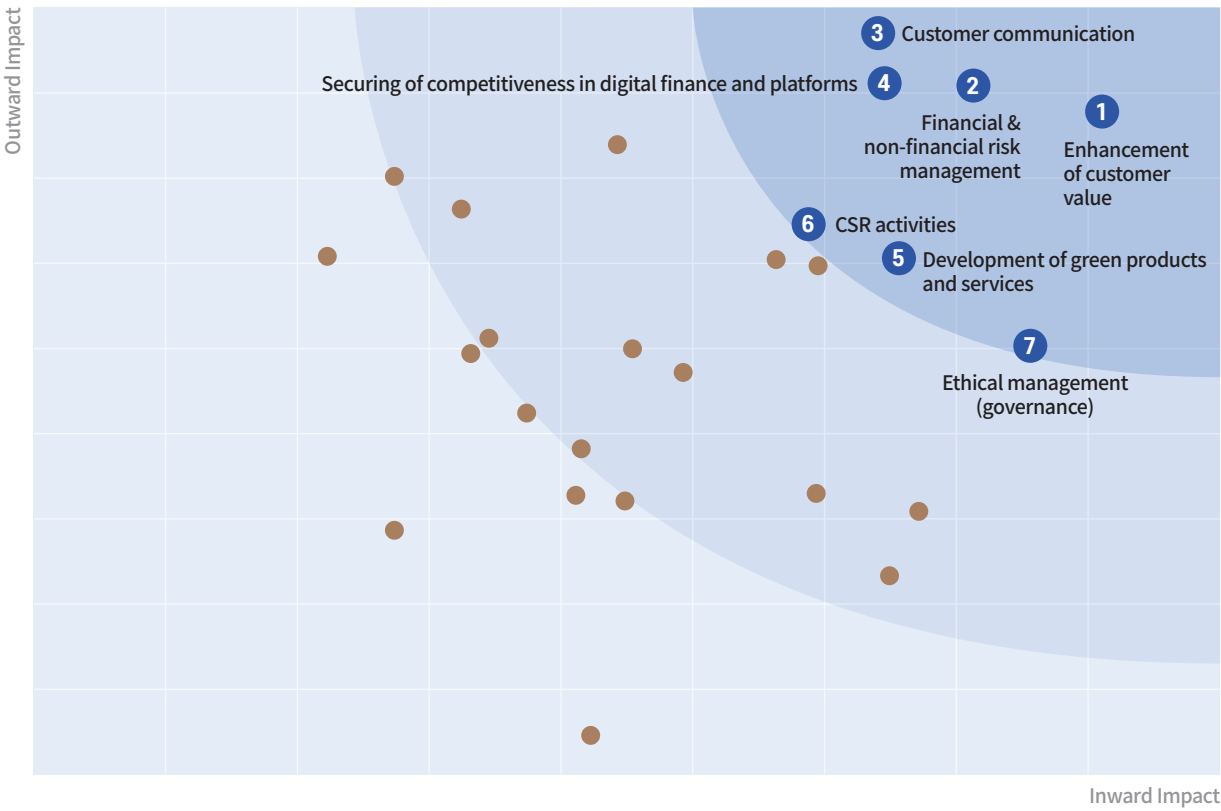 Outward Impact
3 Customer communication
Securing of competitiveness in digital finance and platforms 4
2
Financial &
non-financial risk
management
1
Enhancement
of customer
value
6 CSR activities
5 Development of green products
and services
7
Ethical management
(governance)
Inward Impact